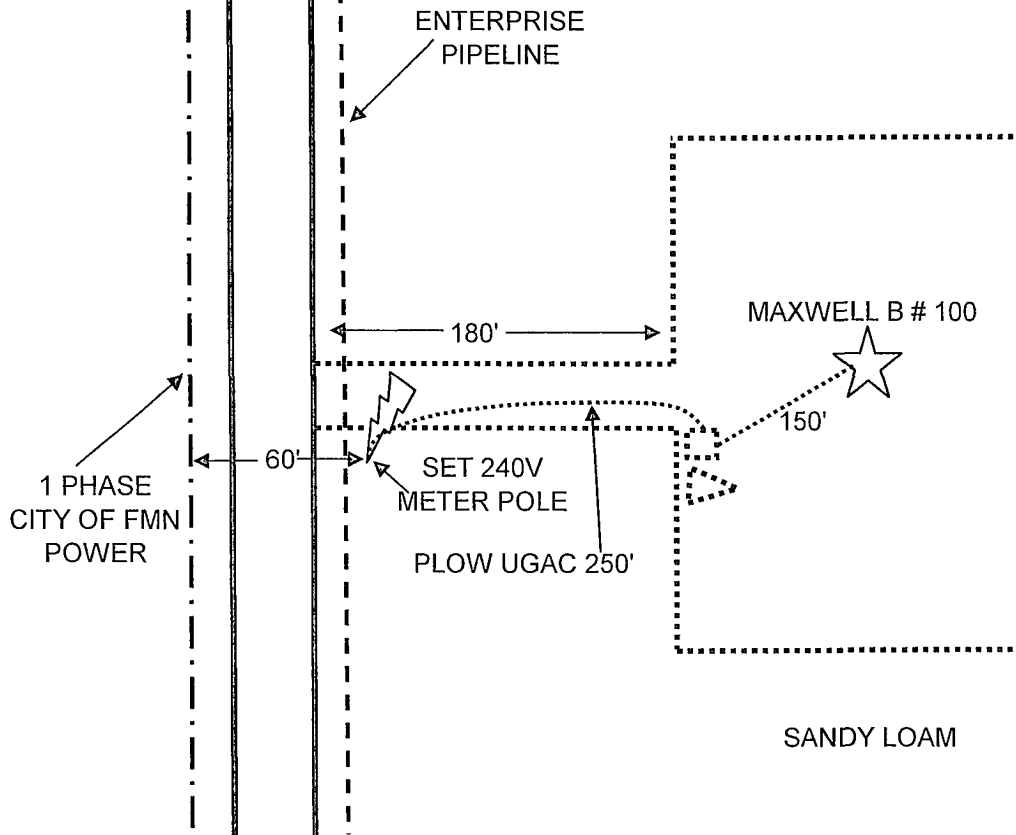 ENTERPRISE
PIPELINE
MAXWELL B # 100
180'
150'
60'
SET 240V
METER POLE
1 PHASE
CITY OF FMN
POWER
PLOW UGAC 250'
SANDY LOAM